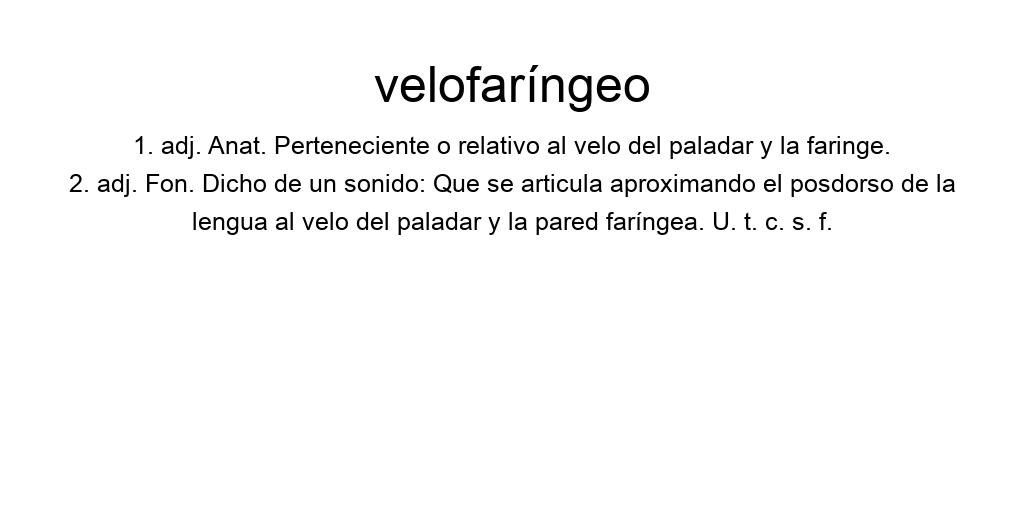 velofaríngeo
1. adj. Anat. Perteneciente o relativo al velo del paladar y la faringe.
2. adj. Fon. Dicho de un sonido: Que se articula aproximando el posdorso de la
lengua al velo del paladar y la pared faríngea. U. t. c. s. f.